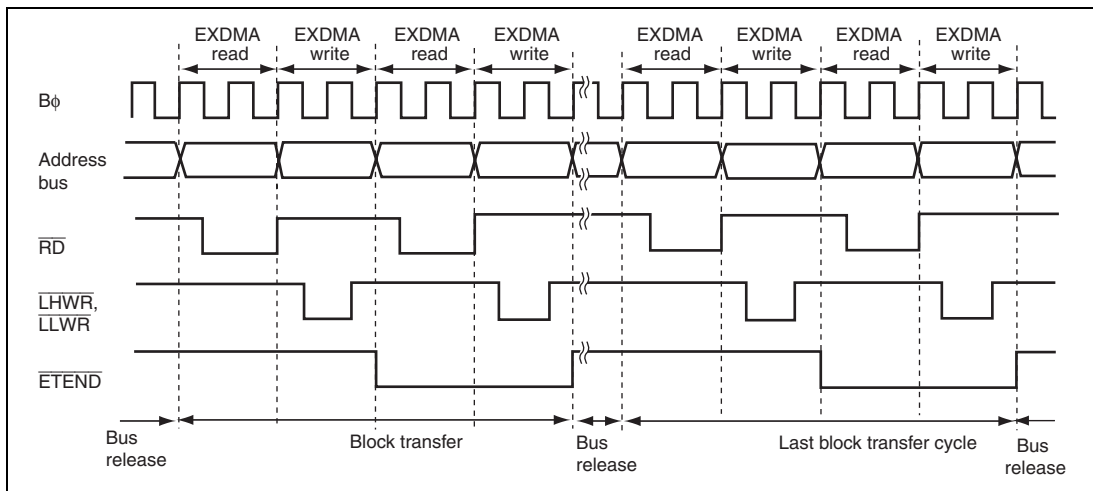 EXDMA read
EXDMA write
EXDMA read
EXDMA write
EXDMA read
EXDMA write
EXDMA read
EXDMA write
Bϕ
Address bus
RD
LHWR,
LLWR
ETEND
Bus release
Block transfer
Bus release
Last block transfer cycle
Bus release